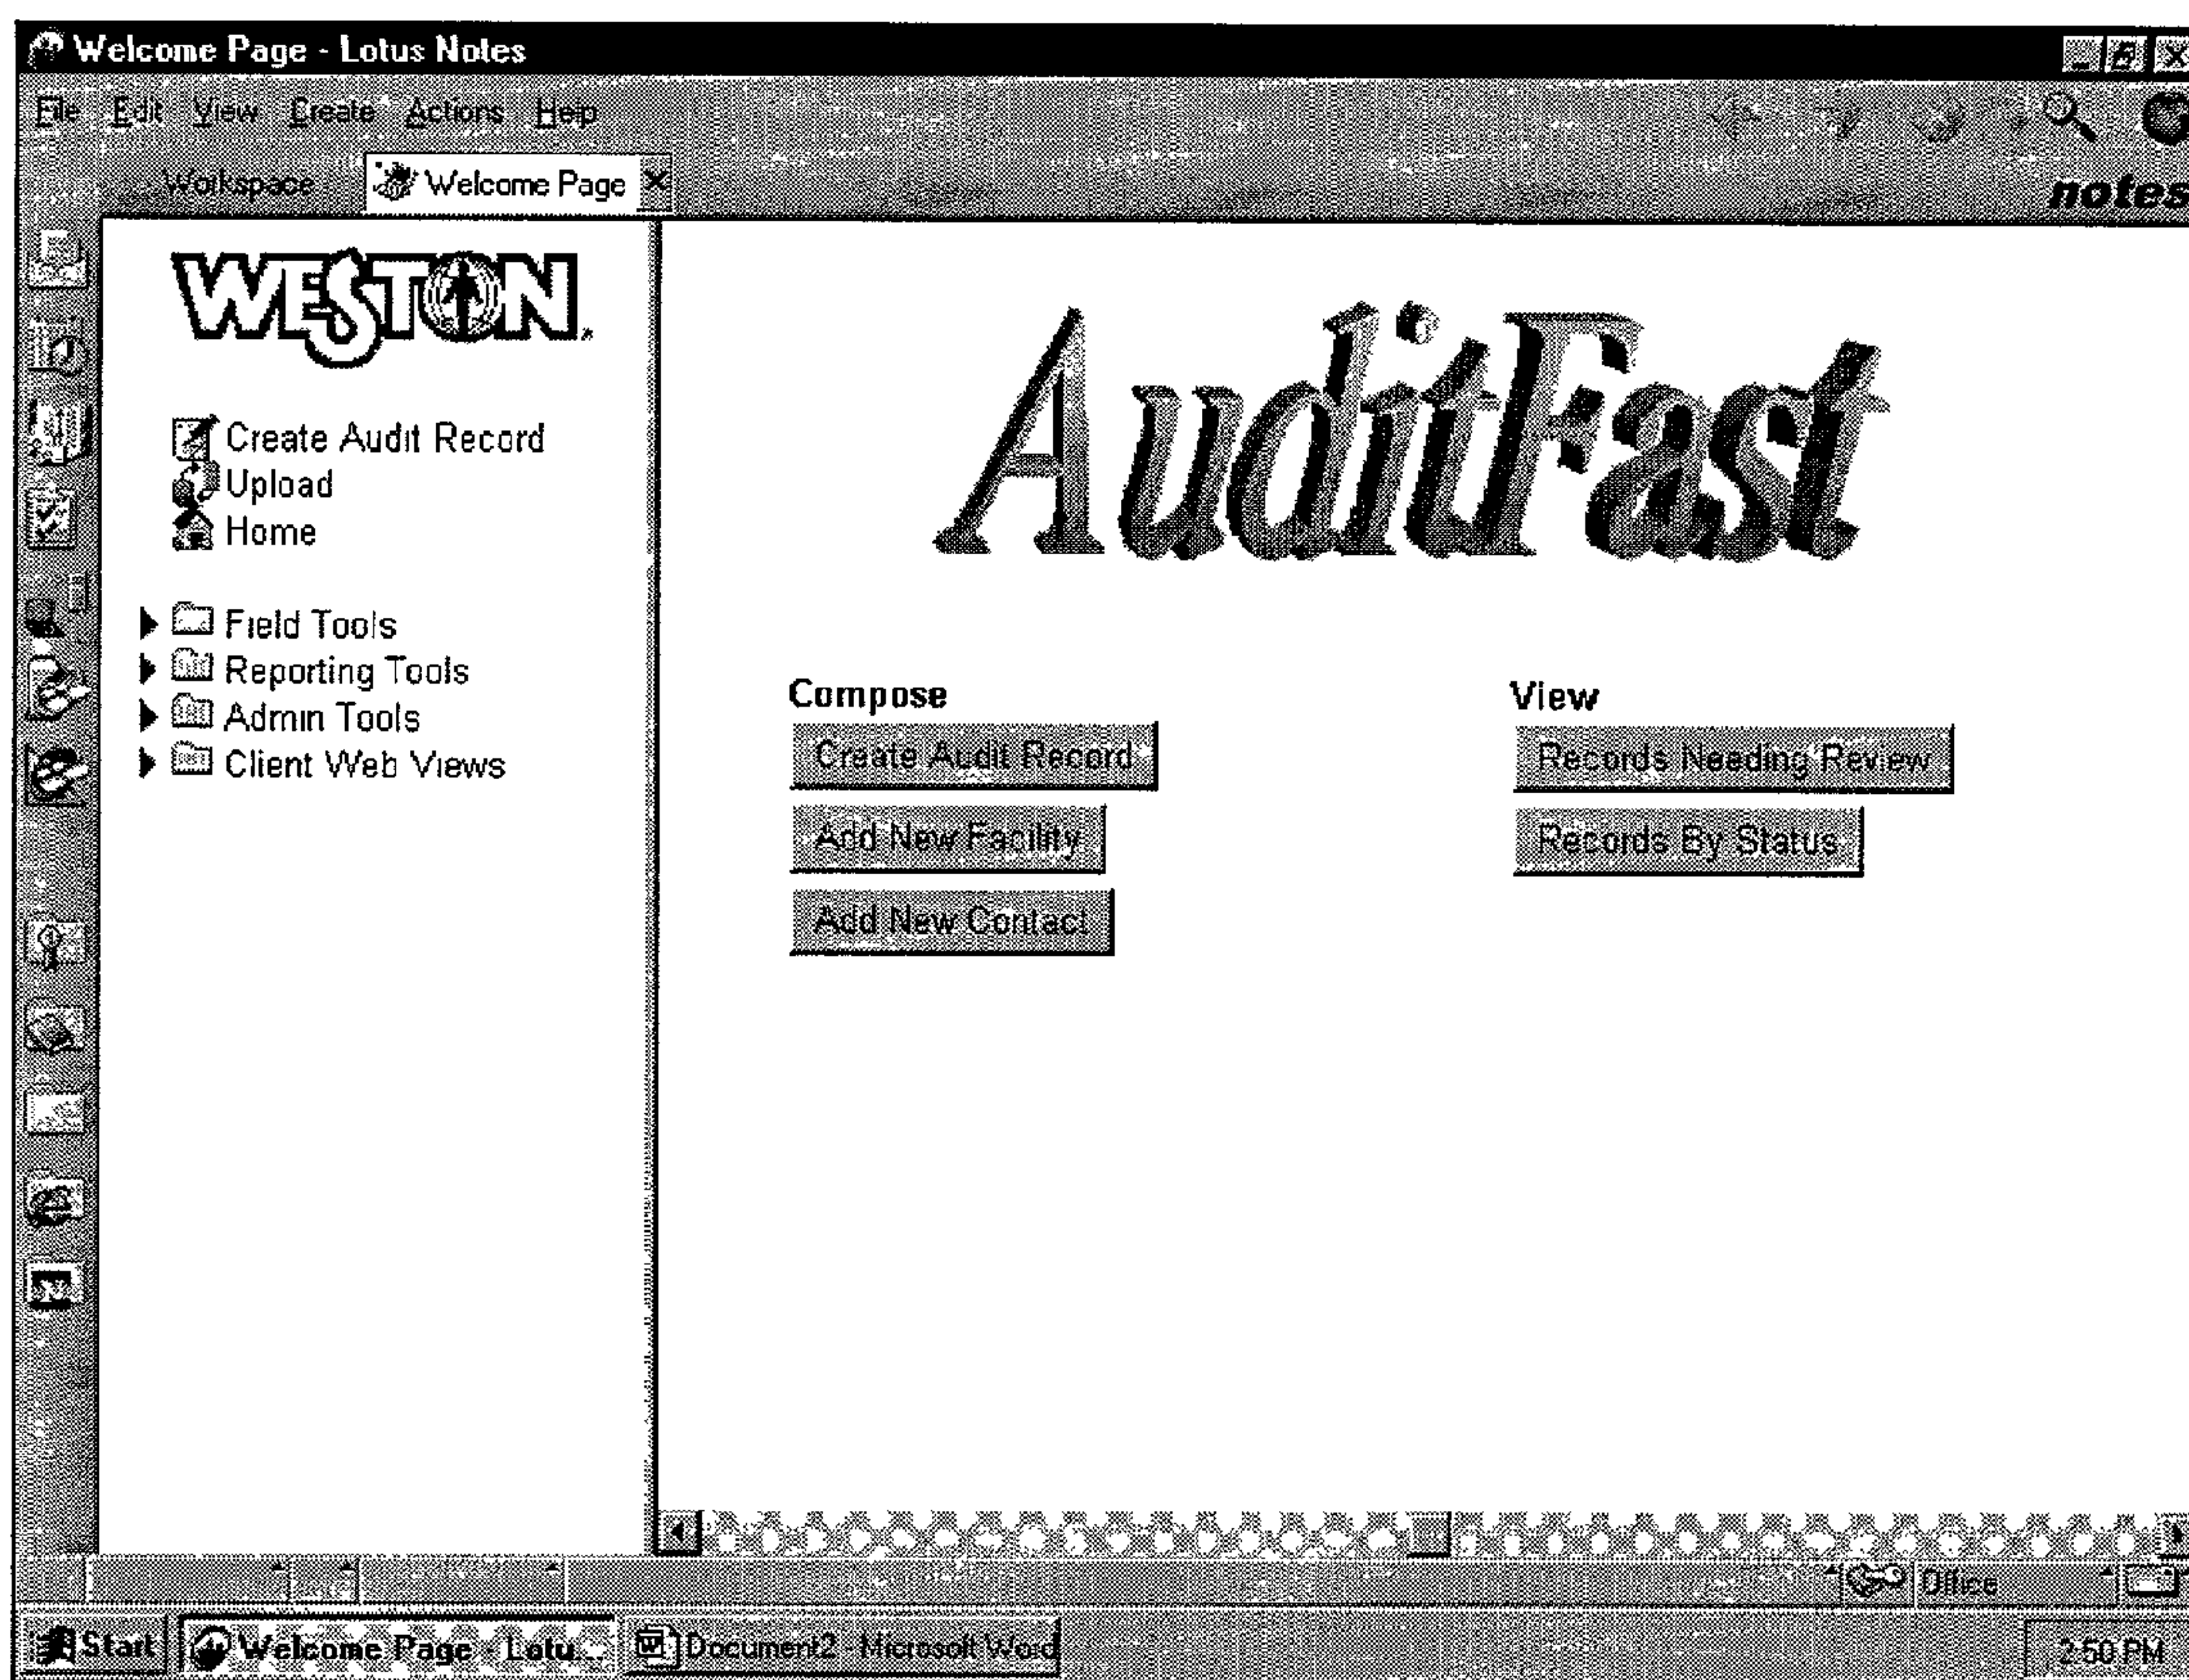 Welcome Page - Lotus Notes
File Edit View Create Actions Help
Workspace Welcome Page
notes
WESTON
AuditFast
Create Audit Record
Upload
Home
Field Tools
Reporting Tools
Admin Tools
Client Web Views
Compose
Create Audit Record
Add New Facility
Add New Contact
View
Records Needing Review
Records By Status
Office
Start Welcome Page - Lotu... Document2 - Microsoft Word 2:50 PM